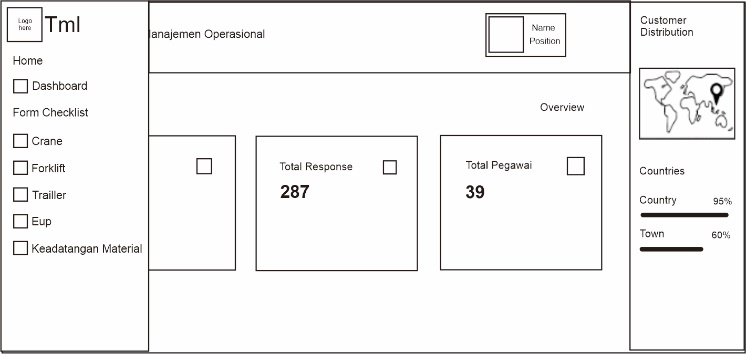 Logo
here
Tml
Home
Dashboard
Form Checklist
Crane
Forklift
Trailler
Eup
Keadatangan Material
anajemen Operasional
Name
Position
Overview
Total Response
287
Total Pegawai
39
Customer
Distribution
Countries
Country 95%
Town 60%